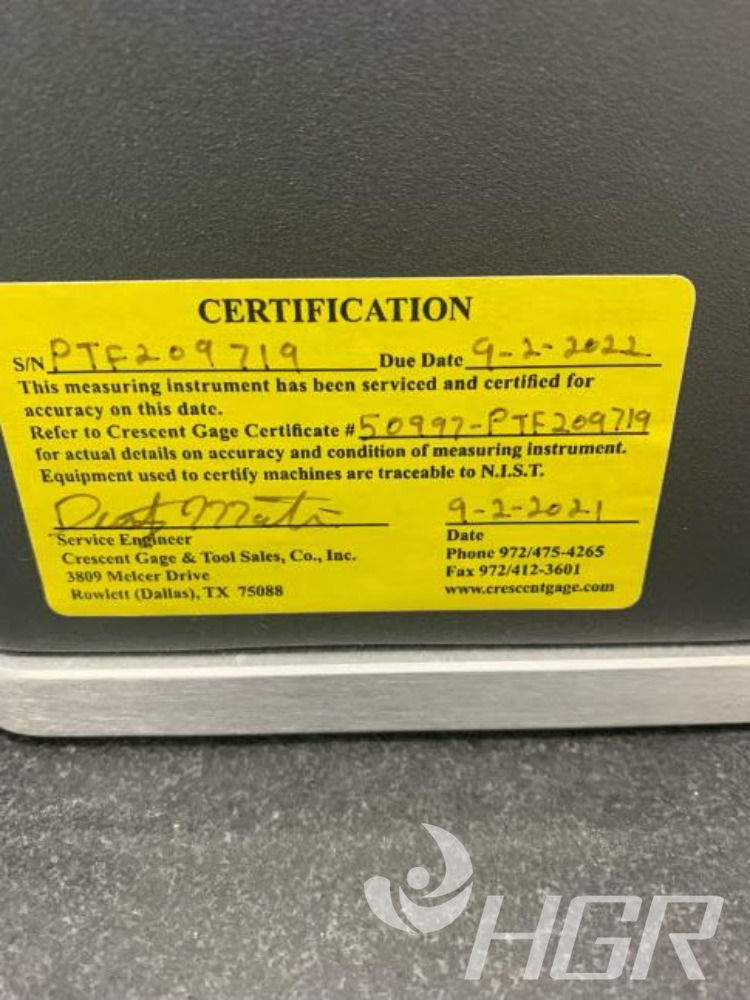 CERTIFICATION
S/N PTF209719 Due Date 9-2-2022
This measuring instrument has been serviced and certified for
accuracy on this date.
Refer to Crescent Gage Certificate # 50997-PTF209719
for actual details on accuracy and condition of measuring instrument.
Equipment used to certify machines are traceable to N.I.S.T.
9-2-2021
Service Engineer Date
Crescent Gage & Tool Sales, Co., Inc. Phone 972/475-4265
3809 Melcer Drive Fax 972/412-3601
Rowlett (Dallas), TX 75088 www.crescentgage.com
HGR